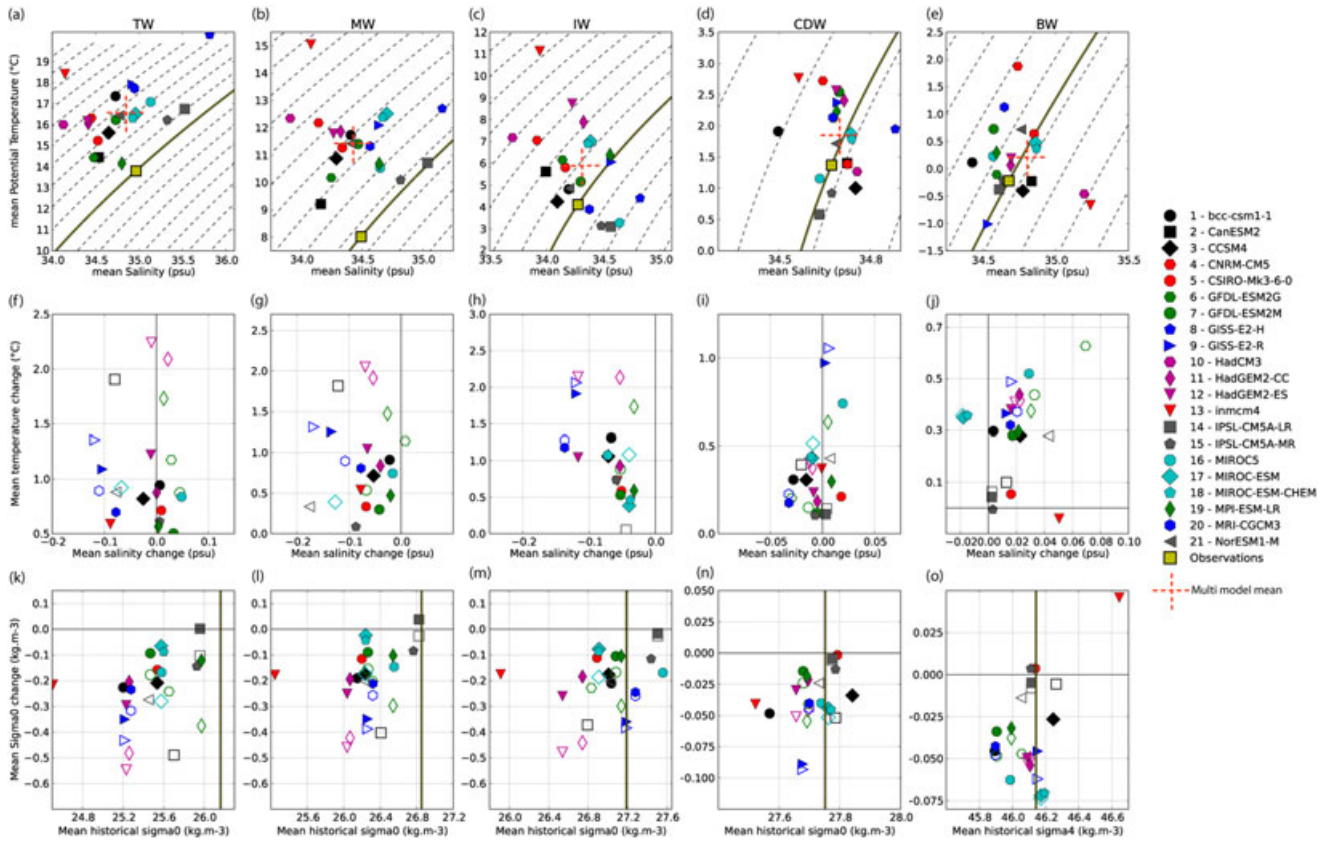 (a) TW (b) MW (c) IW (d) CDW (e) BW
mean Potential Temperature (°C)
19 18 17 16 15 14 13 12 11 10
34.0 34.5 35.0 35.5 36.0
mean Salinity (psu)
15 14 13 12 11 10 9 8
34.0 34.5 35.0
mean Salinity (psu)
12 11 10 9 8 7 6 5 4 3 2
33.5 34.0 34.5 35.0
mean Salinity (psu)
3.5 3.0 2.5 2.0 1.5 1.0 0.5 0.0
34.5 34.8
mean Salinity (psu)
2.5 2.0 1.5 1.0 0.5 0.0 −0.5 −1.0 −1.5
34.5 35.0 35.5
mean Salinity (psu)
(f) (g) (h) (i) (j)
Mean temperature change (°C)
2.5 2.0 1.5 1.0 0.5
−0.2 −0.1 0.0 0.1
Mean Salinity change (psu)
2.5 2.0 1.5 1.0 0.5 0.0
−0.2 −0.1 0.0 0.1
Mean Salinity change (psu)
3.0 2.5 2.0 1.5 1.0 0.5 0.0
−0.2 −0.1 0.0
Mean Salinity change (psu)
1.0 0.5 0.0
−0.05 0.00 0.05
Mean Salinity change (psu)
0.7 0.5 0.4 0.3 0.2 0.1 0.0
−0.02 0.00 0.02 0.04 0.06 0.08 0.10
Mean Salinity change (psu)
(k) (l) (m) (n) (o)
Mean Sigma0 change (kg.m-3)
0.1 0.0 −0.1 −0.2 −0.3 −0.4 −0.5 −0.6
24.8 25.2 25.6 26.0
Mean historical sigma0 (kg.m-3)
0.1 0.0 −0.1 −0.2 −0.3 −0.4 −0.5 −0.6
25.2 25.6 26.0 26.4 26.8 27.2
Mean historical sigma0 (kg.m-3)
0.1 0.0 −0.1 −0.2 −0.3 −0.4 −0.5 −0.6
26.0 26.4 26.8 27.2 27.6
Mean historical sigma0 (kg.m-3)
0.050 0.025 0.000 −0.025 −0.050 −0.075 −0.100
27.6 27.8 28.0
Mean historical sigma0 (kg.m-3)
0.050 0.025 0.000 −0.025 −0.050 −0.075
45.8 46.0 46.2 46.4 46.6
Mean historical sigma4 (kg.m-3)
1 - bcc-csm1-1
2 - CanESM2
3 - CCSM4
4 - CNRM-CM5
5 - CSIRO-Mk3-6-0
6 - GFDL-ESM2G
7 - GFDL-ESM2M
8 - GISS-E2-H
9 - GISS-E2-R
10 - HadCM3
11 - HadGEM2-CC
12 - HadGEM2-ES
13 - inmcm4
14 - IPSL-CM5A-LR
15 - IPSL-CM5A-MR
16 - MIROC5
17 - MIROC-ESM
18 - MIROC-ESM-CHEM
19 - MPI-ESM-LR
20 - MRI-CGCM3
21 - NorESM1-M
Observations
Multi model mean